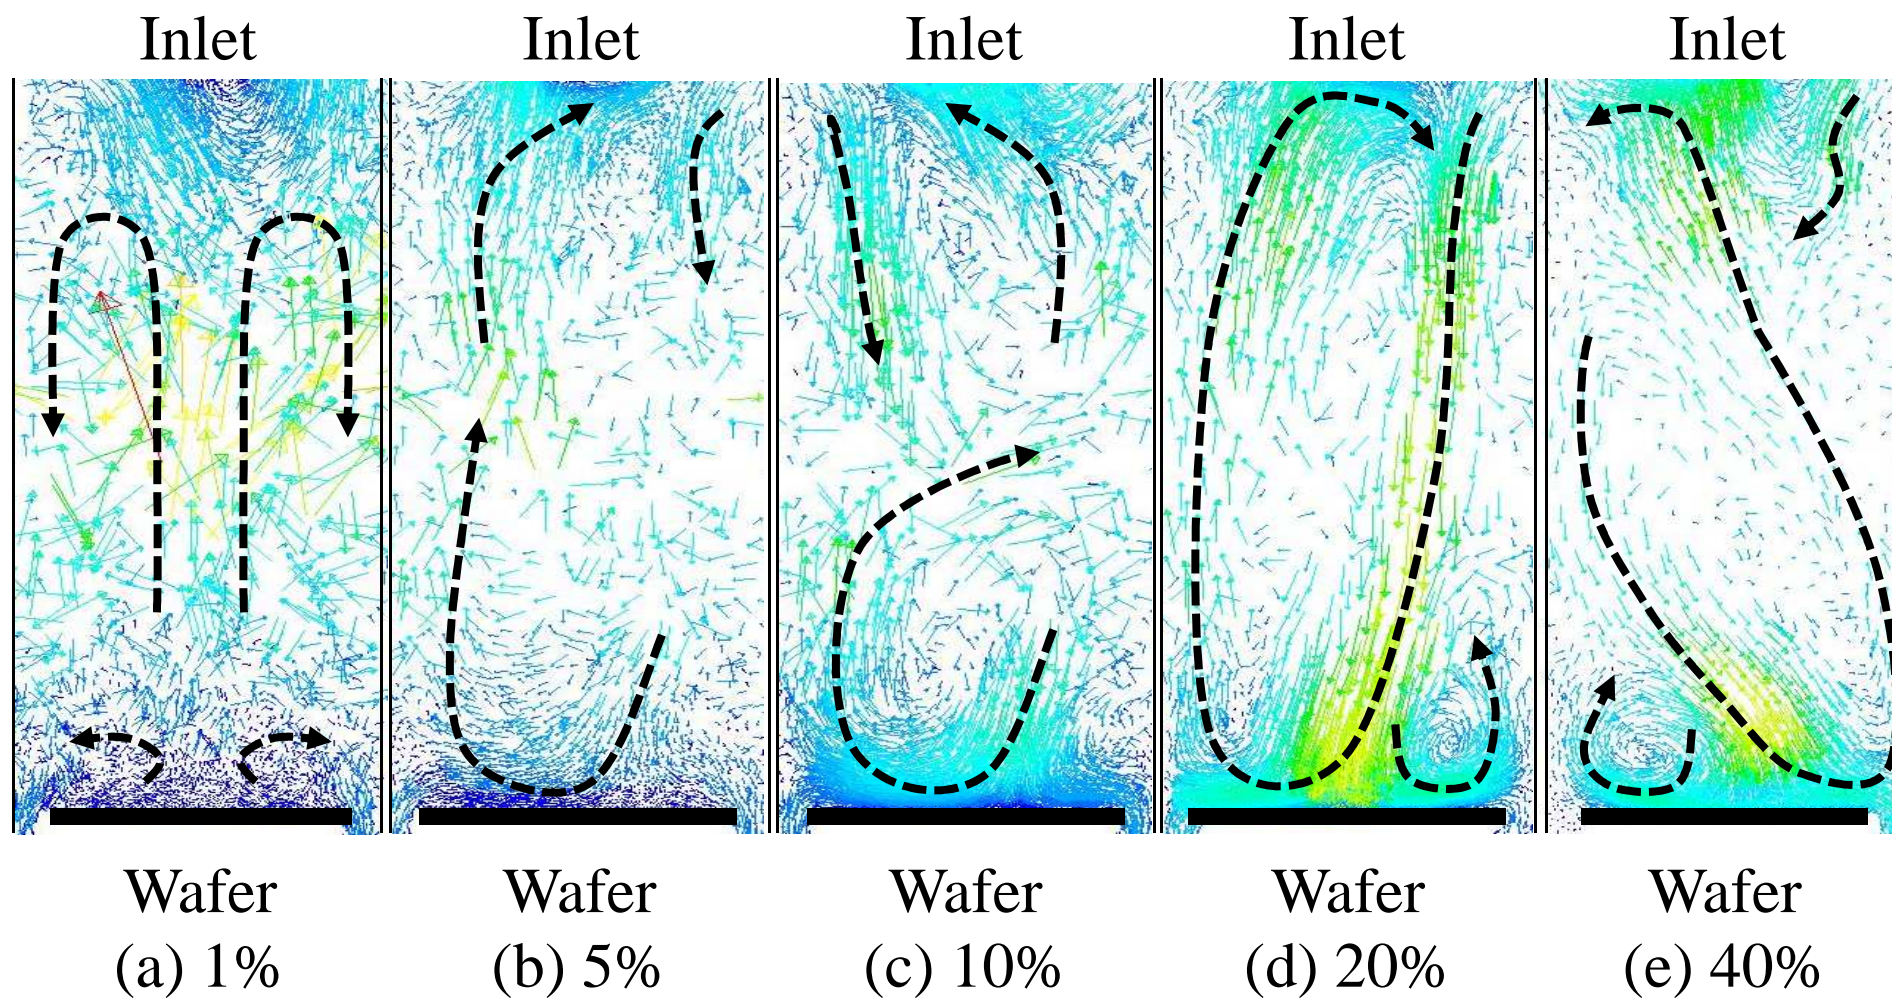 Inlet Inlet Inlet Inlet Inlet
Wafer Wafer Wafer Wafer Wafer
(a) 1% (b) 5% (c) 10% (d) 20% (e) 40%